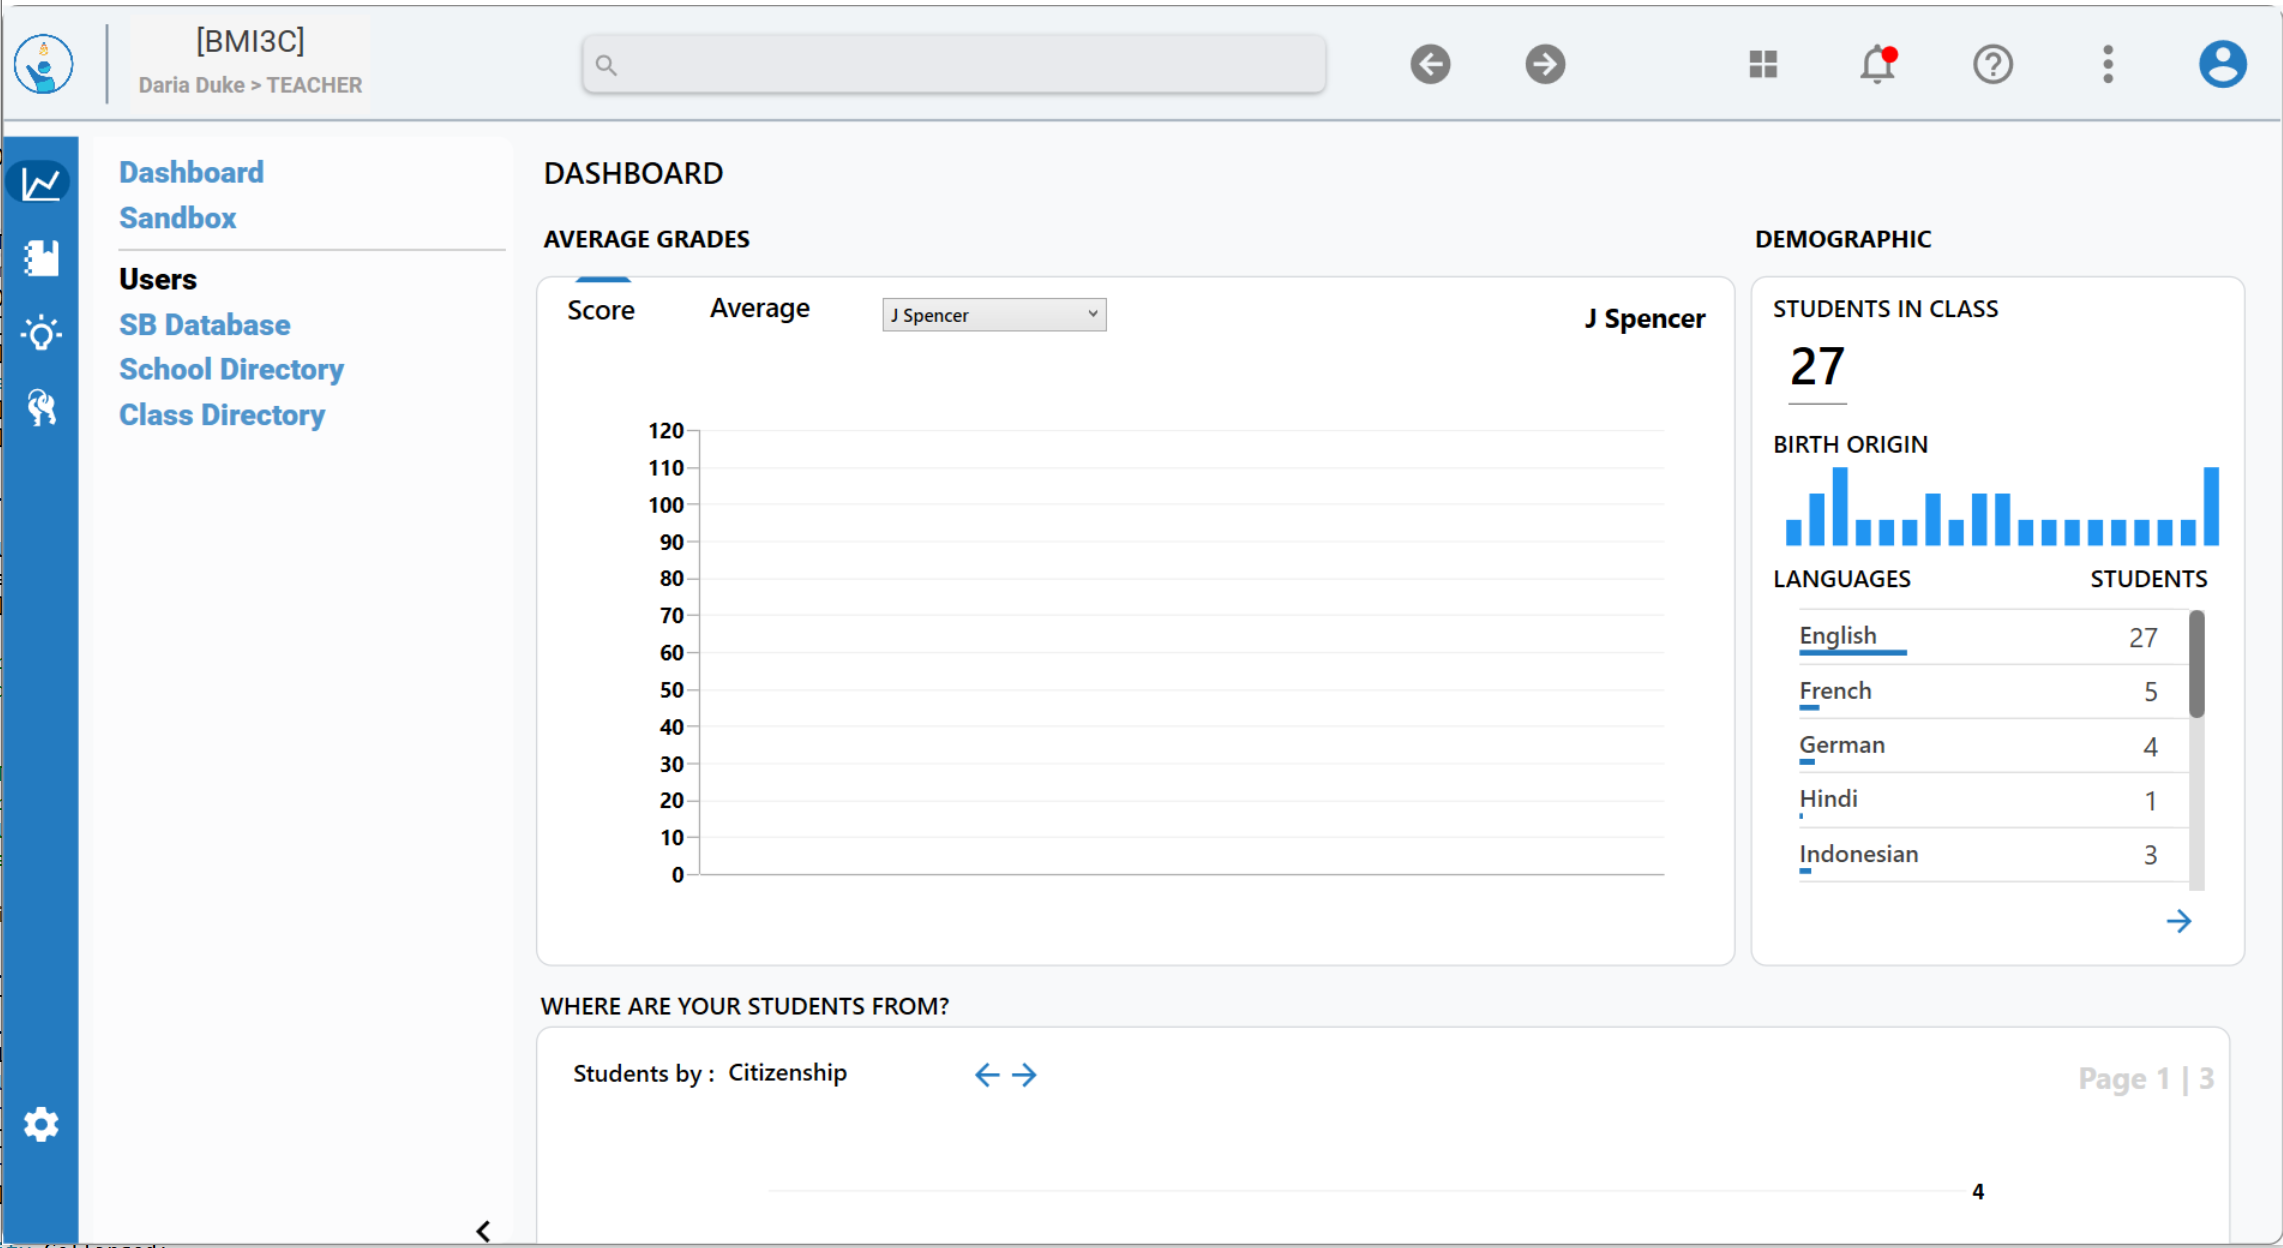 [BMI3C]
Daria Duke > TEACHER
Dashboard
Sandbox
Users
SB Database
School Directory
Class Directory
DASHBOARD
AVERAGE GRADES
Score
Average
J Spencer
J Spencer
120
110
100
90
80
70
60
50
40
30
20
10
0
DEMOGRAPHIC
STUDENTS IN CLASS
27
BIRTH ORIGIN
LANGUAGES STUDENTS
English 27
French 5
German 4
Hindi 1
Indonesian 3
WHERE ARE YOUR STUDENTS FROM?
Students by : Citizenship
Page 1 | 3
4